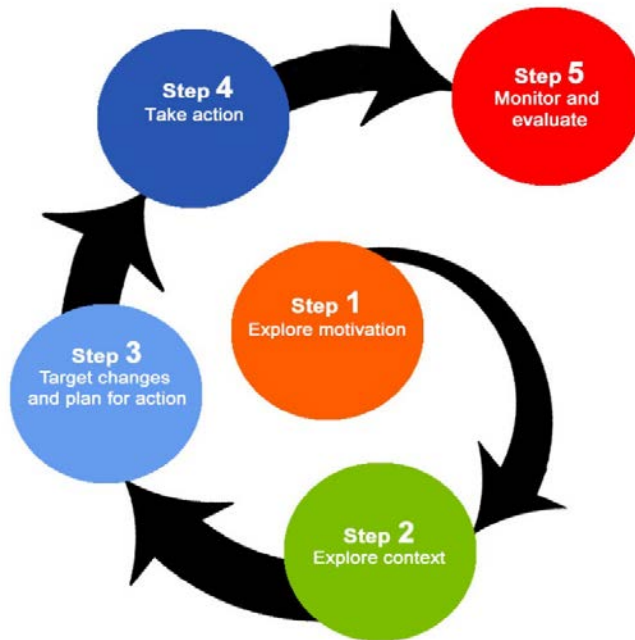 Step 1
Explore motivation
Step 2
Explore context
Step 3
Target changes
and plan for action
Step 4
Take action
Step 5
Monitor and
evaluate